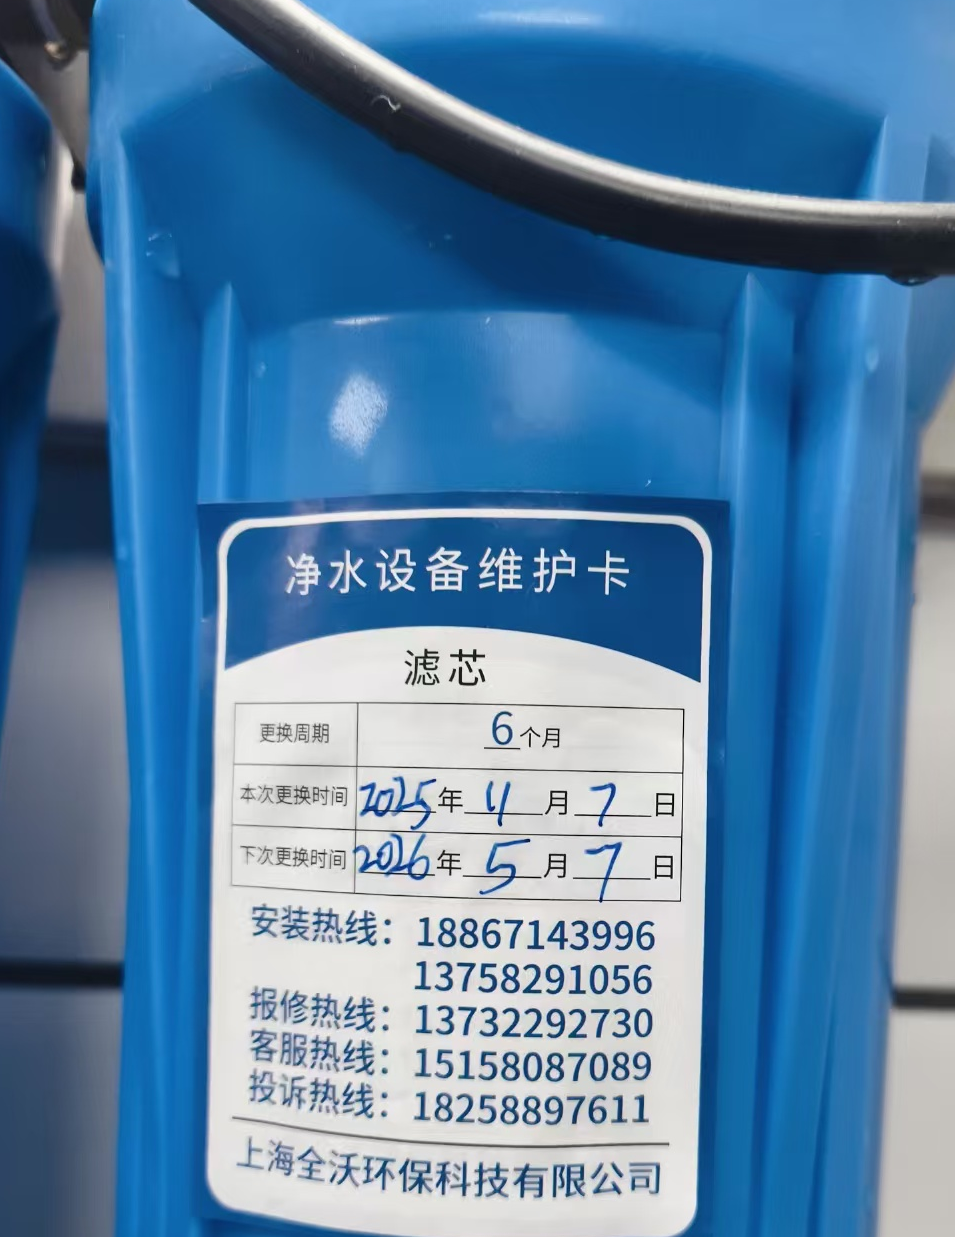 净水设备维护卡
滤芯
更换周期 6个月
本次更换时间 2025年11月7日
下次更换时间 2026年5月7日
安装热线：18867143996
13758291056
报修热线：13732292730
客服热线：15158087089
投诉热线：18258897611
上海全沃环保科技有限公司